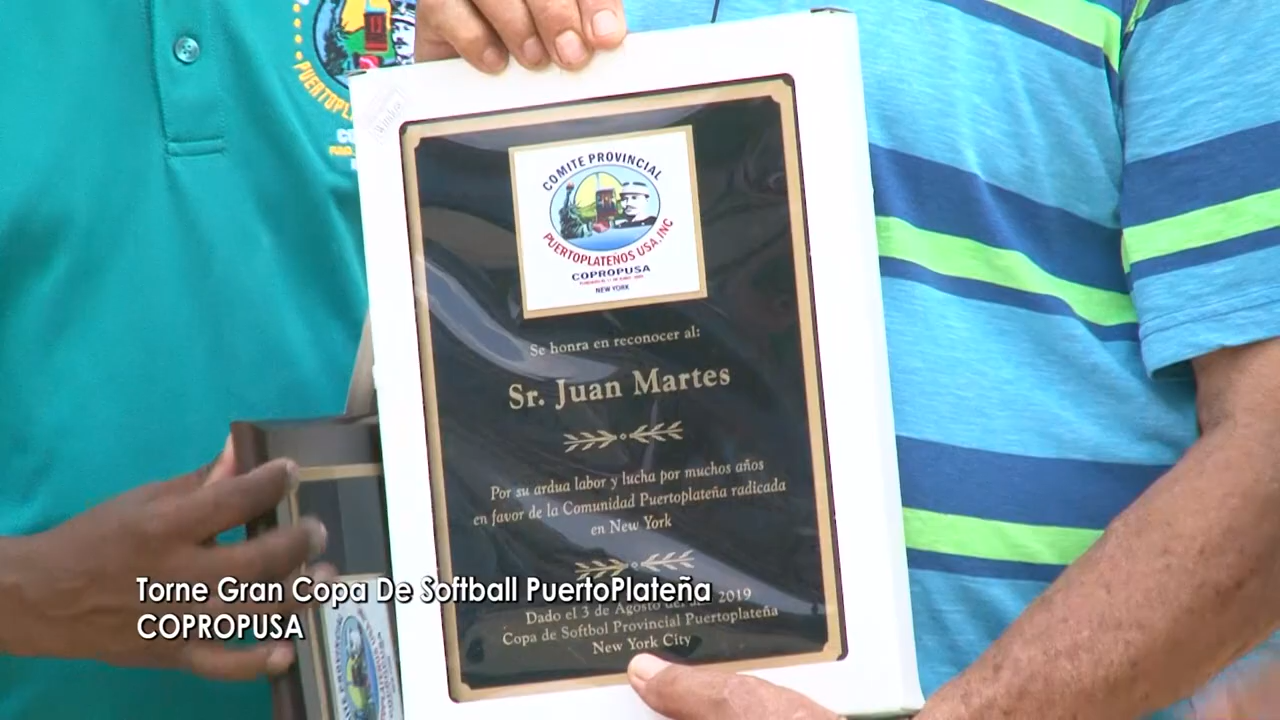 PUERTOPL
COMITE PROVINCIAL
PUERTOPLATEÑOS USA, INC
COPROPUSA
NEW YORK
Se honra en reconocer al:
Sr. Juan Martes
Por su ardua labor y lucha por muchos años
en favor de la Comunidad Puertoplateña radicada
en New York
Dado el 3 de Agosto del 2019
Copa de Softbol Provincial Puertoplateña
New York City
Torne Gran Copa De Softball PuertoPlateña
COPROPUSA